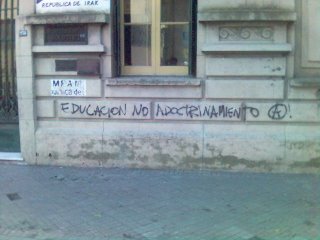 REPUBLICA DE IRAK
EDUCACION NO ADOCTRINAMIENTO Ⓐ.